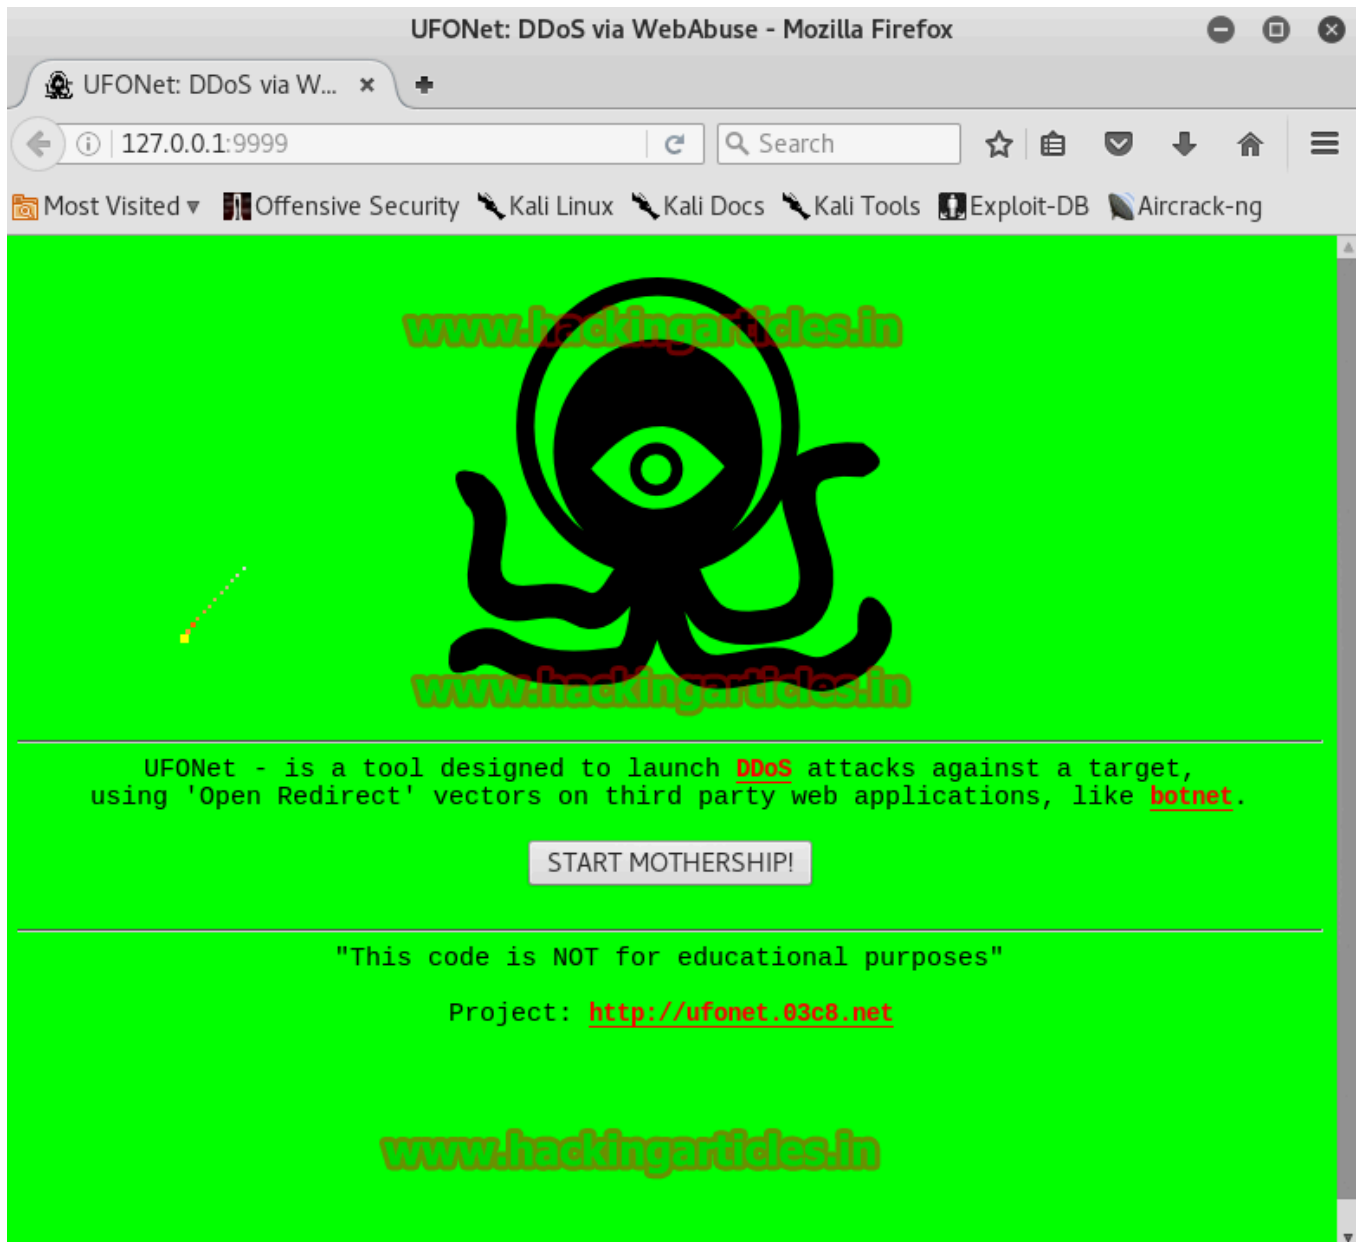 UFONet: DDoS via WebAbuse - Mozilla Firefox
UFONet: DDoS via W...
127.0.0.1:9999
Search
Most Visited
Offensive Security
Kali Linux
Kali Docs
Kali Tools
Exploit-DB
Aircrack-ng
www.hackingarticles.in
www.hackingarticles.in
UFONet - is a tool designed to launch DDoS attacks against a target,
using 'Open Redirect' vectors on third party web applications, like botnet.
START MOTHERSHIP!
"This code is NOT for educational purposes"
Project: http://ufonet.03c8.net
www.hackingarticles.in